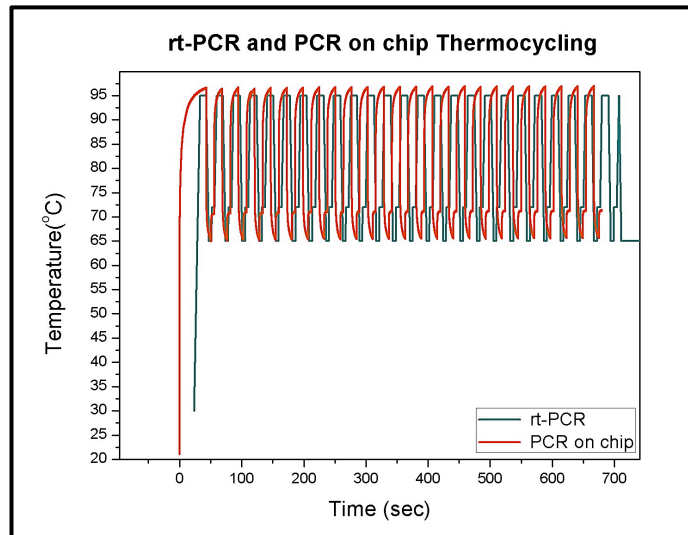 rt-PCR and PCR on chip Thermocycling
Temperature(°C)
95
90
85
80
75
70
65
60
55
50
45
40
35
30
25
20
0 100 200 300 400 500 600 700
Time (sec)
rt-PCR
PCR on chip